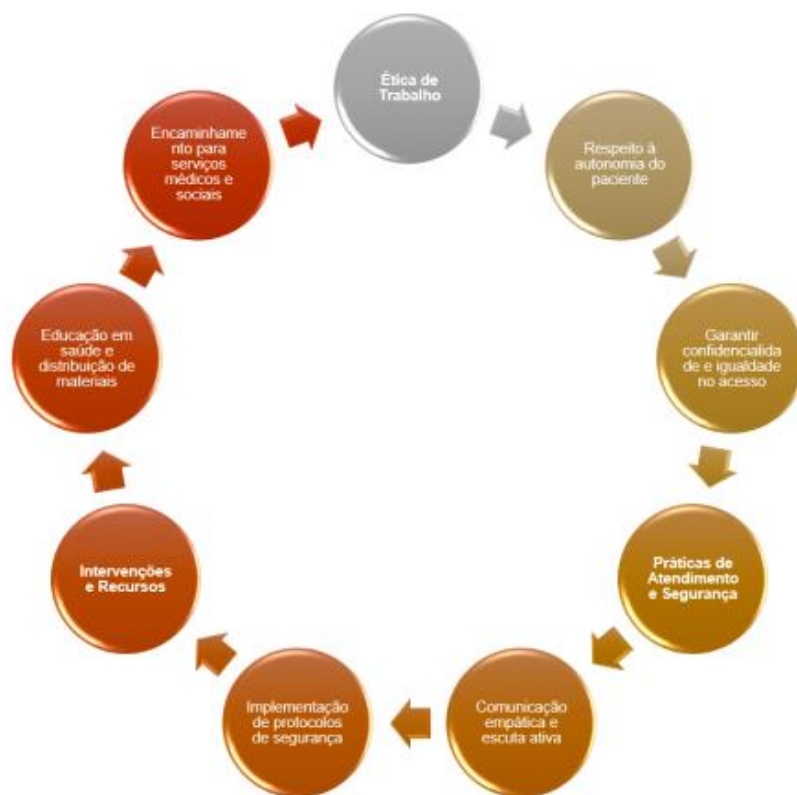 Ética de
Trabalho
Respeito à
autonomia do
paciente
Garantir
confidencialida
de e igualdade
no acesso
Práticas de
Atendimento
e Segurança
Comunicação
empática e
escuta ativa
Implementação
de protocolos
de segurança
Intervenções
e Recursos
Educação em
saúde e
distribuição de
materiais
Encaminhame
nto para
serviços
médicos e
sociais